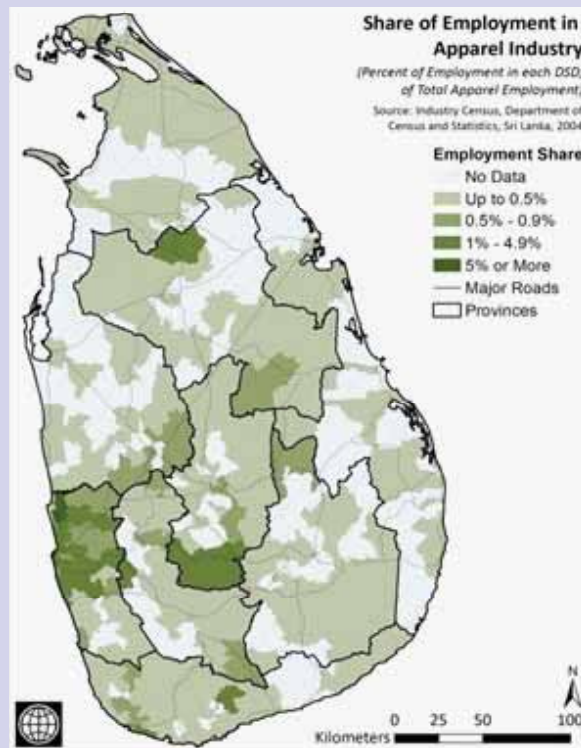 Share of Employment in
Apparel Industry
(Percent of Employment in each DSD,
of Total Apparel Employment)
Source: Industry Census, Department of
Census and Statistics, Sri Lanka, 2004
Employment Share
No Data
Up to 0.5%
0.5% - 0.9%
1% - 4.9%
5% or More
Major Roads
Provinces
N
Kilometers 0 25 50 100